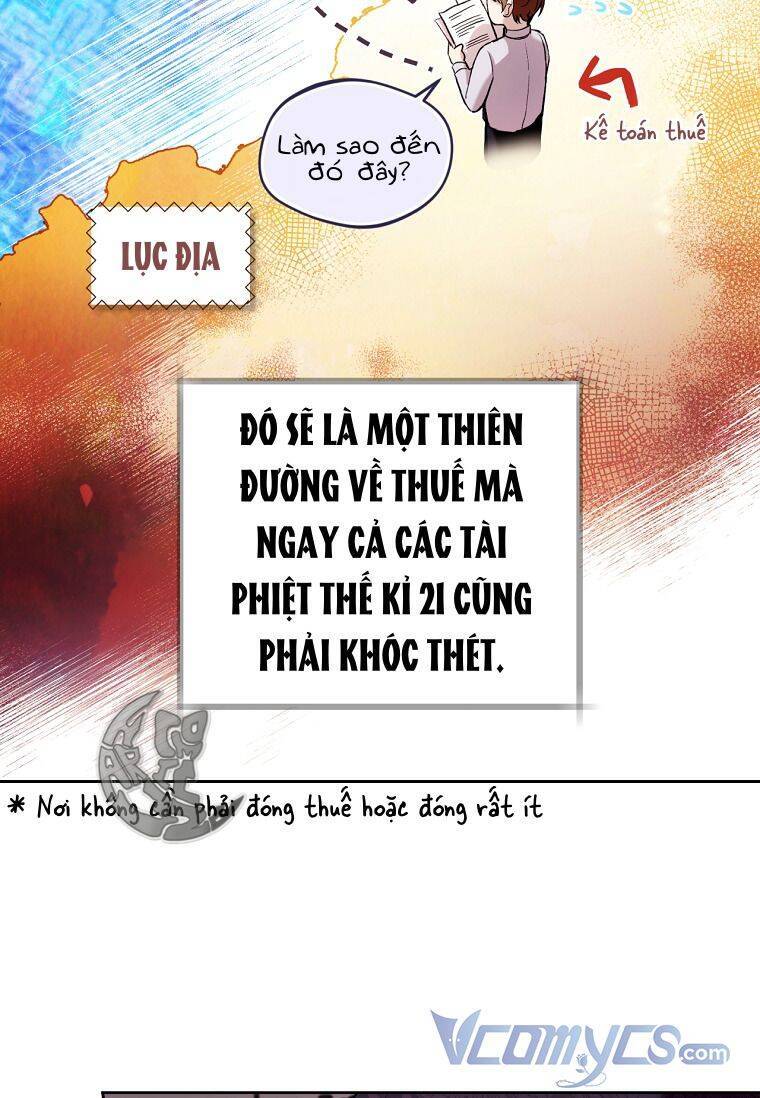 Kế toán thuế
Làm sao đến
đó đây?
LỤC ĐỊA
ĐÓ SẼ LÀ MỘT THIÊN
ĐƯỜNG VỀ THUẾ MÀ
NGAY CẢ CÁC TÀI
PHIỆT THẾ KỈ 21 CŨNG
PHẢI KHÓC THÉT.
* Nơi không cần phải đóng thuế hoặc đóng rất ít
VCOMYCS.com